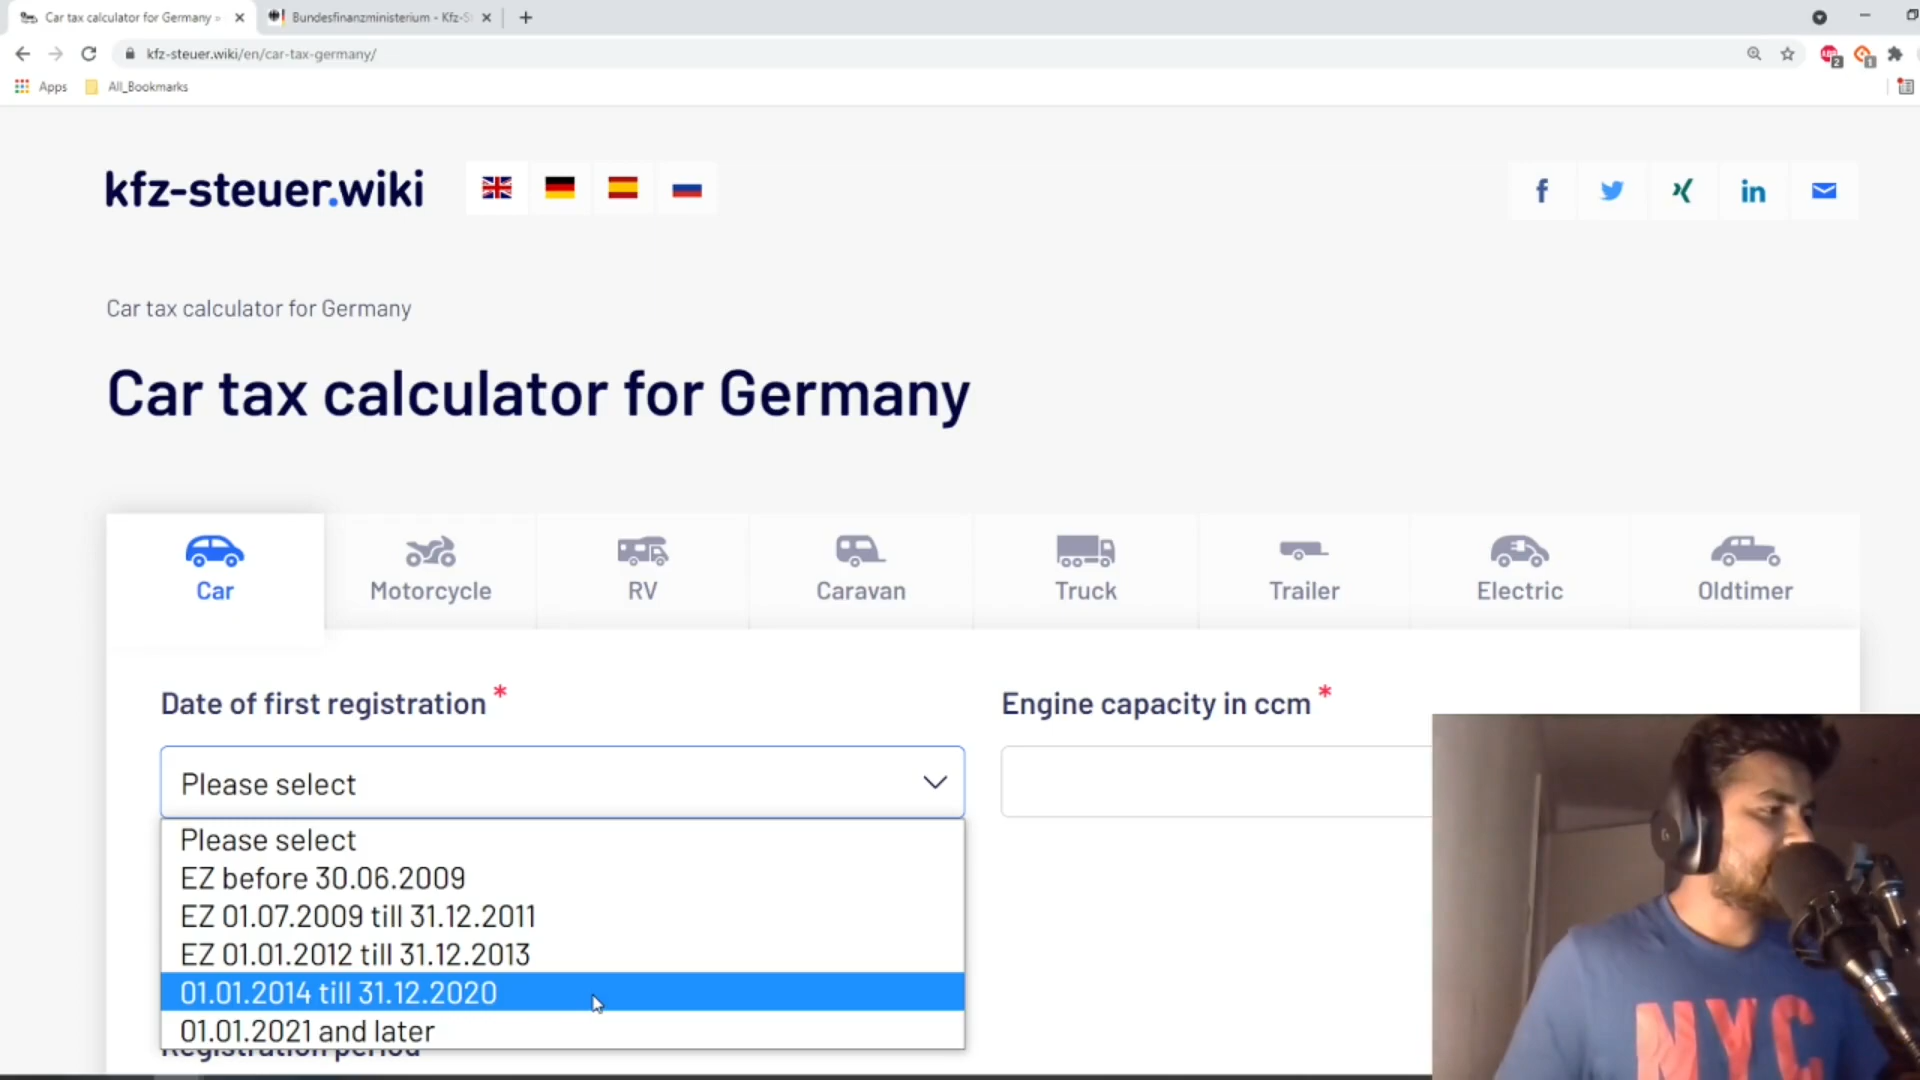 Car tax calculator for Germany »
Bundesfinanzministerium - Kfz-S
kfz-steuer.wiki/en/car-tax-germany/
2
1
Apps
All_Bookmarks
kfz-steuer.wiki
Car tax calculator for Germany
Car tax calculator for Germany
Car
Motorcycle
RV
Caravan
Truck
Trailer
Electric
Oldtimer
Date of first registration *
Engine capacity in ccm *
Please select
Please select
EZ before 30.06.2009
EZ 01.07.2009 till 31.12.2011
EZ 01.01.2012 till 31.12.2013
01.01.2014 till 31.12.2020
01.01.2021 and later
Registration period
NYC